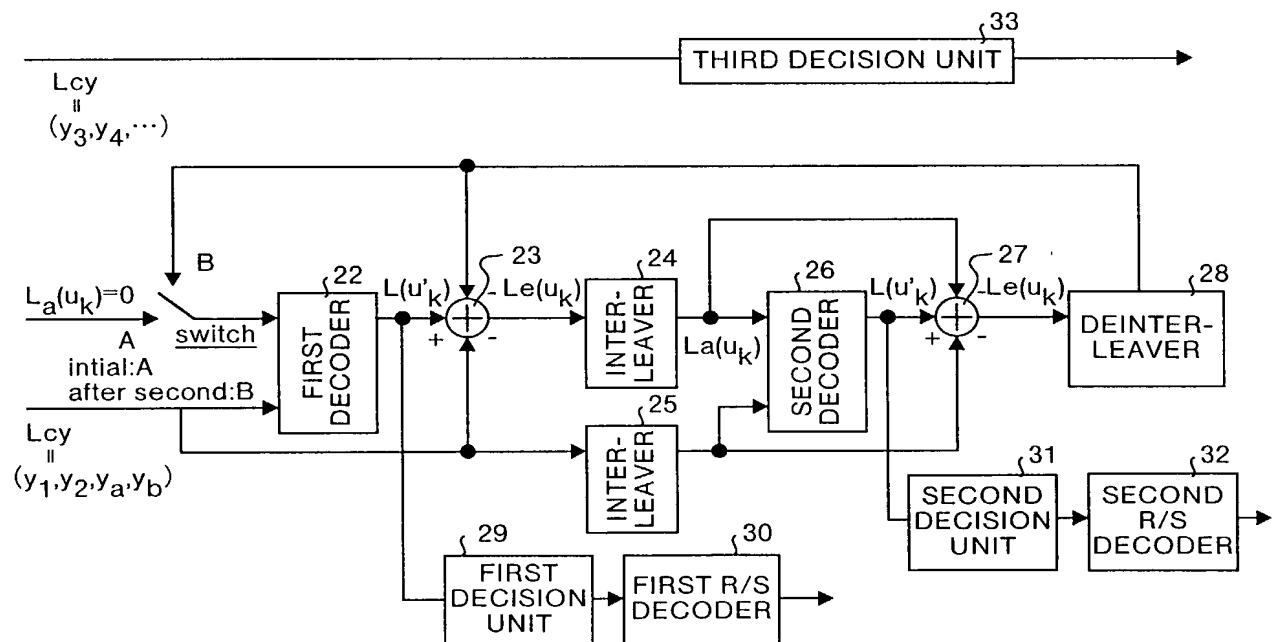 33
THIRD DECISION UNIT
Lcy
=
(y3,y4,···)
B
22
23
24
26
27
28
La(uk)=0
A
switch
intial:A
after second:B
FIRST
DECODER
L(u'k)
+
-
-
Le(uk)
INTER-
LEAVER
La(uk)
SECOND
DECODER
L(u'k)
+
-
-
Le(uk)
DEINTER-
LEAVER
Lcy
=
(y1,y2,ya,yb)
25
INTER-
LEAVER
31
SECOND
DECISION
UNIT
32
SECOND
R/S
DECODER
29
FIRST
DECISION
UNIT
30
FIRST R/S
DECODER